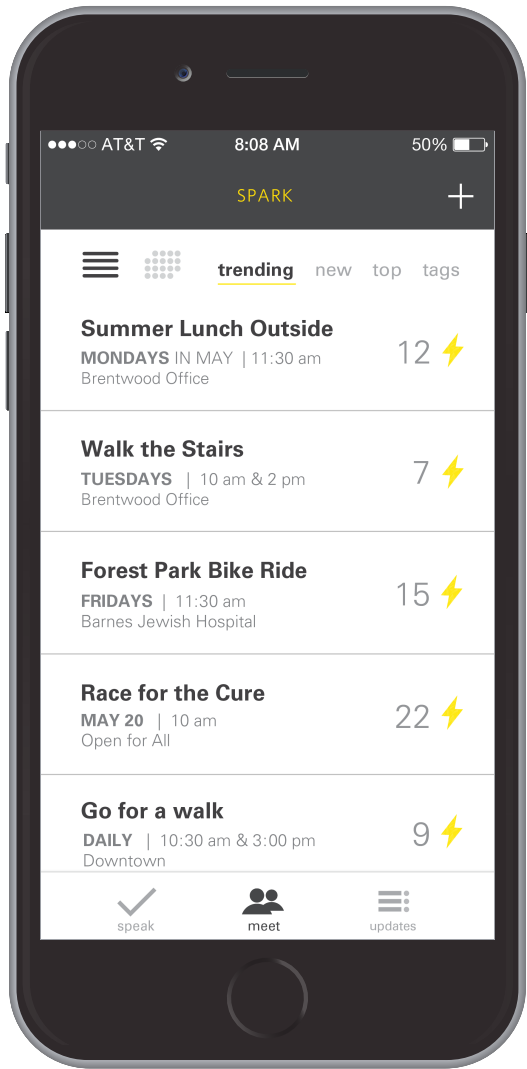 AT&T 8:08 AM 50%
SPARK
trending new top tags
Summer Lunch Outside
MONDAYS IN MAY | 11:30 am
Brentwood Office
12
Walk the Stairs
TUESDAYS | 10 am & 2 pm
Brentwood Office
7
Forest Park Bike Ride
FRIDAYS | 11:30 am
Barnes Jewish Hospital
15
Race for the Cure
MAY 20 | 10 am
Open for All
22
Go for a walk
DAILY | 10:30 am & 3:00 pm
Downtown
9
speak meet updates